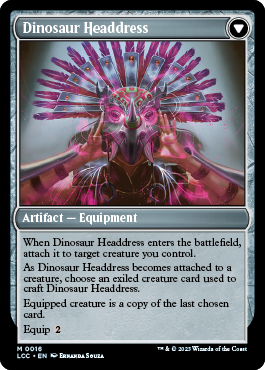 Dinosaur Headdress
Artifact — Equipment
When Dinosaur Headdress enters the battlefield,
attach it to target creature you control.
As Dinosaur Headdress becomes attached to a
creature, choose an exiled creature card used to
craft Dinosaur Headdress.
Equipped creature is a copy of the last chosen
card.
Equip 2
M 0016
LCC • EN Ernanda Souza
™ & © 2023 Wizards of the Coast